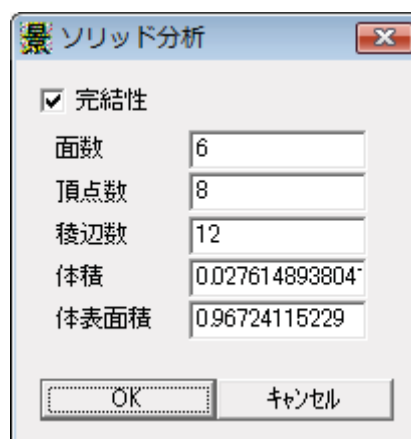 景 ソリッド分析
完結性
面数 6
頂点数 8
稜辺数 12
体積 0.027614893804
体表面積 0.96724115229
OK キャンセル